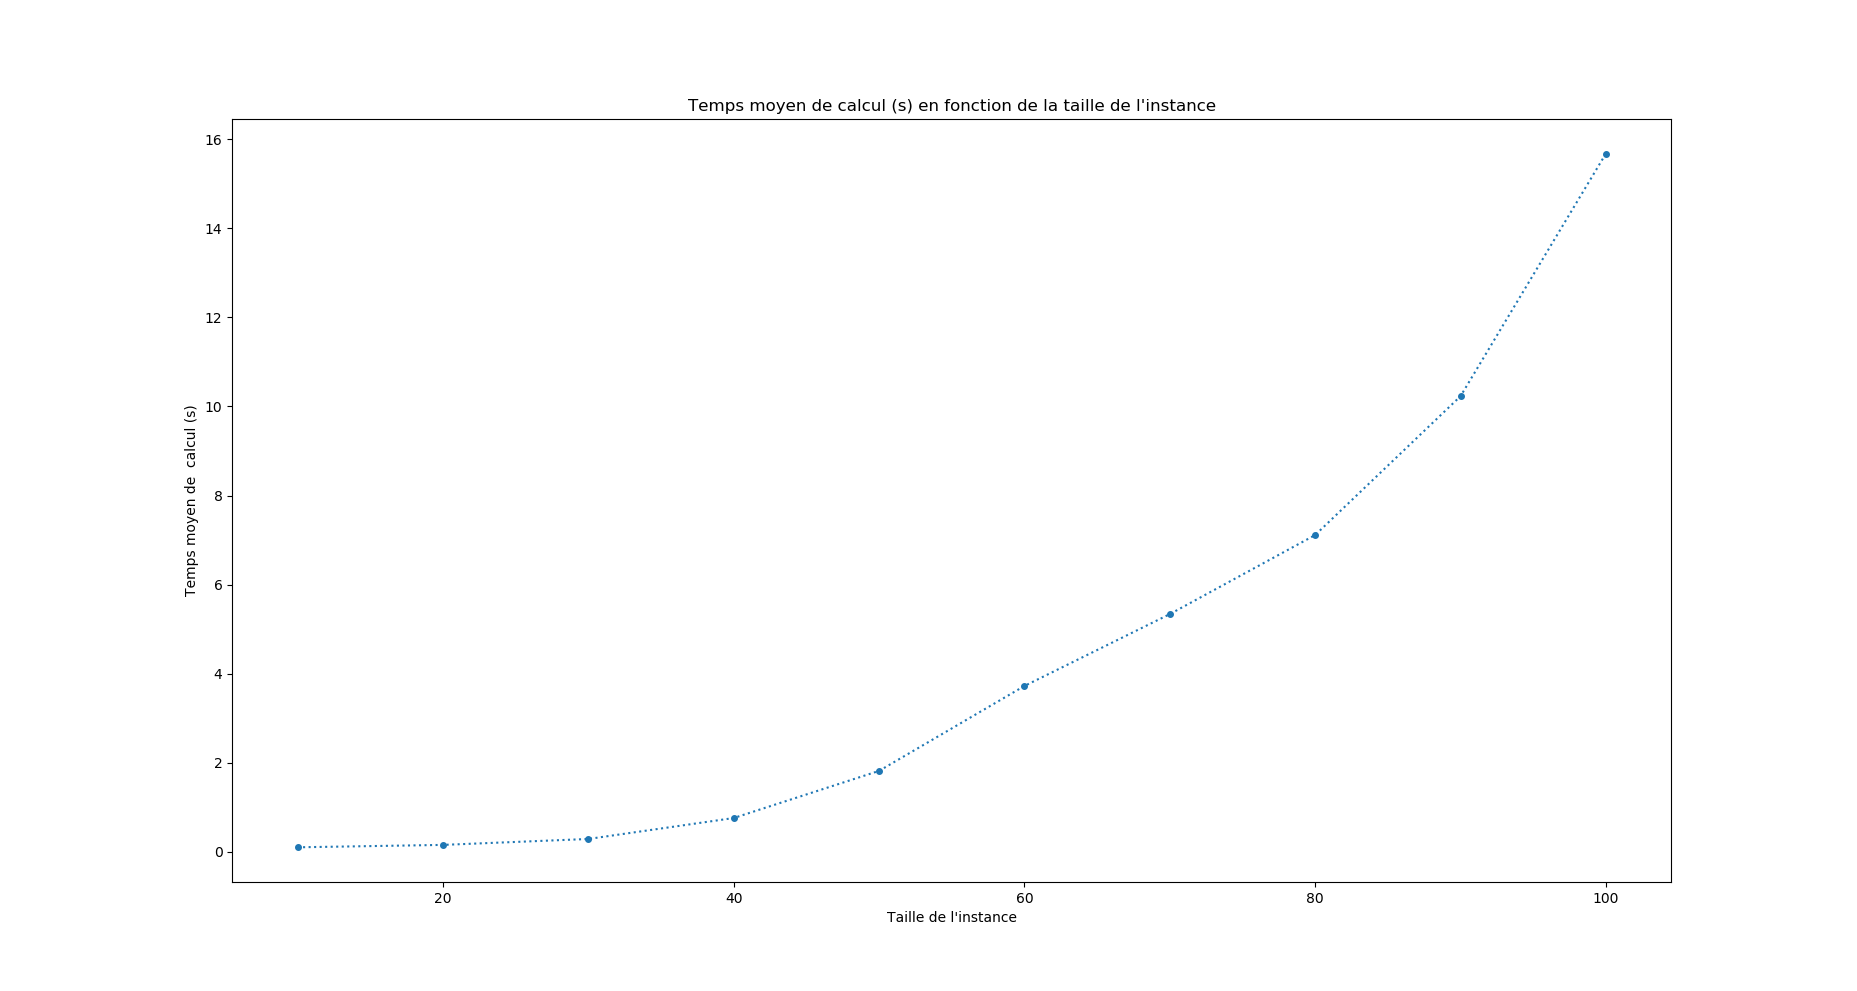 Temps moyen de calcul (s) en fonction de la taille de l'instance
16
14
12
10
8
6
4
2
0
Temps moyen de  calcul (s)
20 40 60 80 100
Taille de l'instance